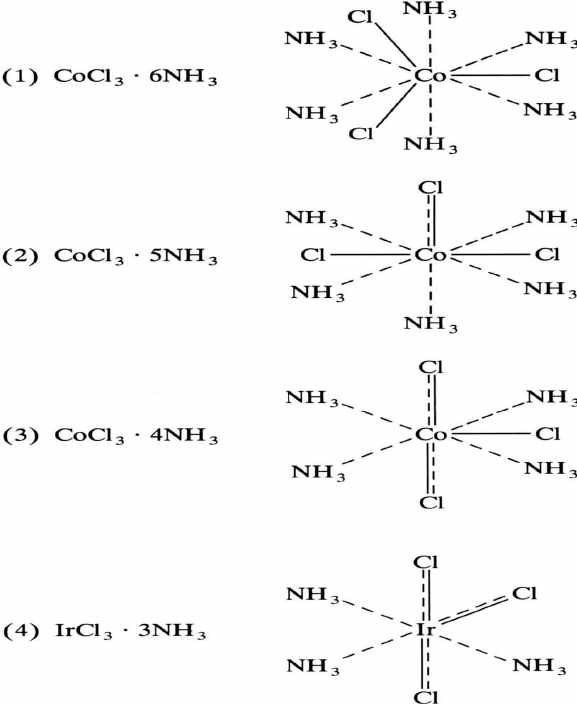 Cl NH₃
NH₃ NH₃
(1) CoCl₃ · 6NH₃ Co Cl
NH₃ NH₃
Cl NH₃
Cl
NH₃ NH₃
(2) CoCl₃ · 5NH₃ Cl Co Cl
NH₃ NH₃
NH₃
Cl
NH₃ NH₃
(3) CoCl₃ · 4NH₃ Co Cl
NH₃ NH₃
Cl
Cl
NH₃ Cl
(4) IrCl₃ · 3NH₃ Ir
NH₃ NH₃
Cl